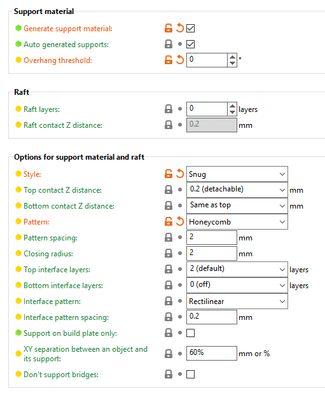 Support material
Generate support material:
Auto generated supports:
Overhang threshold: 0 °
Raft
Raft layers: 0 layers
Raft contact Z distance: 0.2 mm
Options for support material and raft
Style: Snug
Top contact Z distance: 0.2 (detachable) mm
Bottom contact Z distance: Same as top mm
Pattern: Honeycomb
Pattern spacing: 2 mm
Closing radius: 2 mm
Top interface layers: 2 (default) layers
Bottom interface layers: 0 (off) layers
Interface pattern: Rectilinear
Interface pattern spacing: 0.2 mm
Support on build plate only:
XY separation between an object and
its support: 60% mm or %
Don't support bridges: